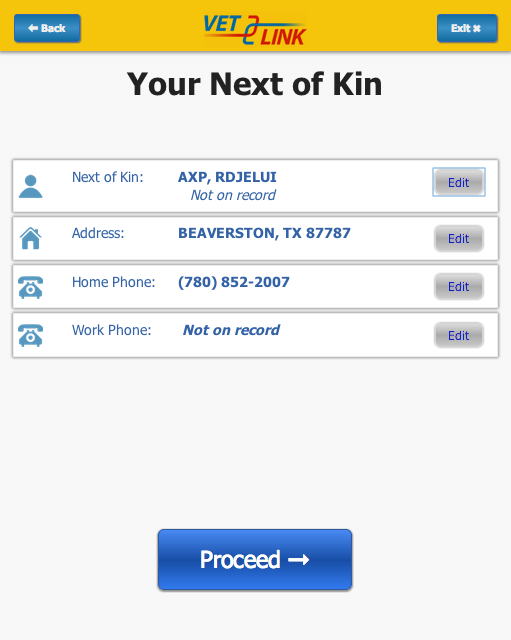 Back
VET
LINK
Exit ✖
Your Next of Kin
Next of Kin: AXP, RDJELUI Edit
Not on record
Address: BEAVERSTON, TX 87787 Edit
Home Phone: (780) 852-2007 Edit
Work Phone: Not on record Edit
Proceed →